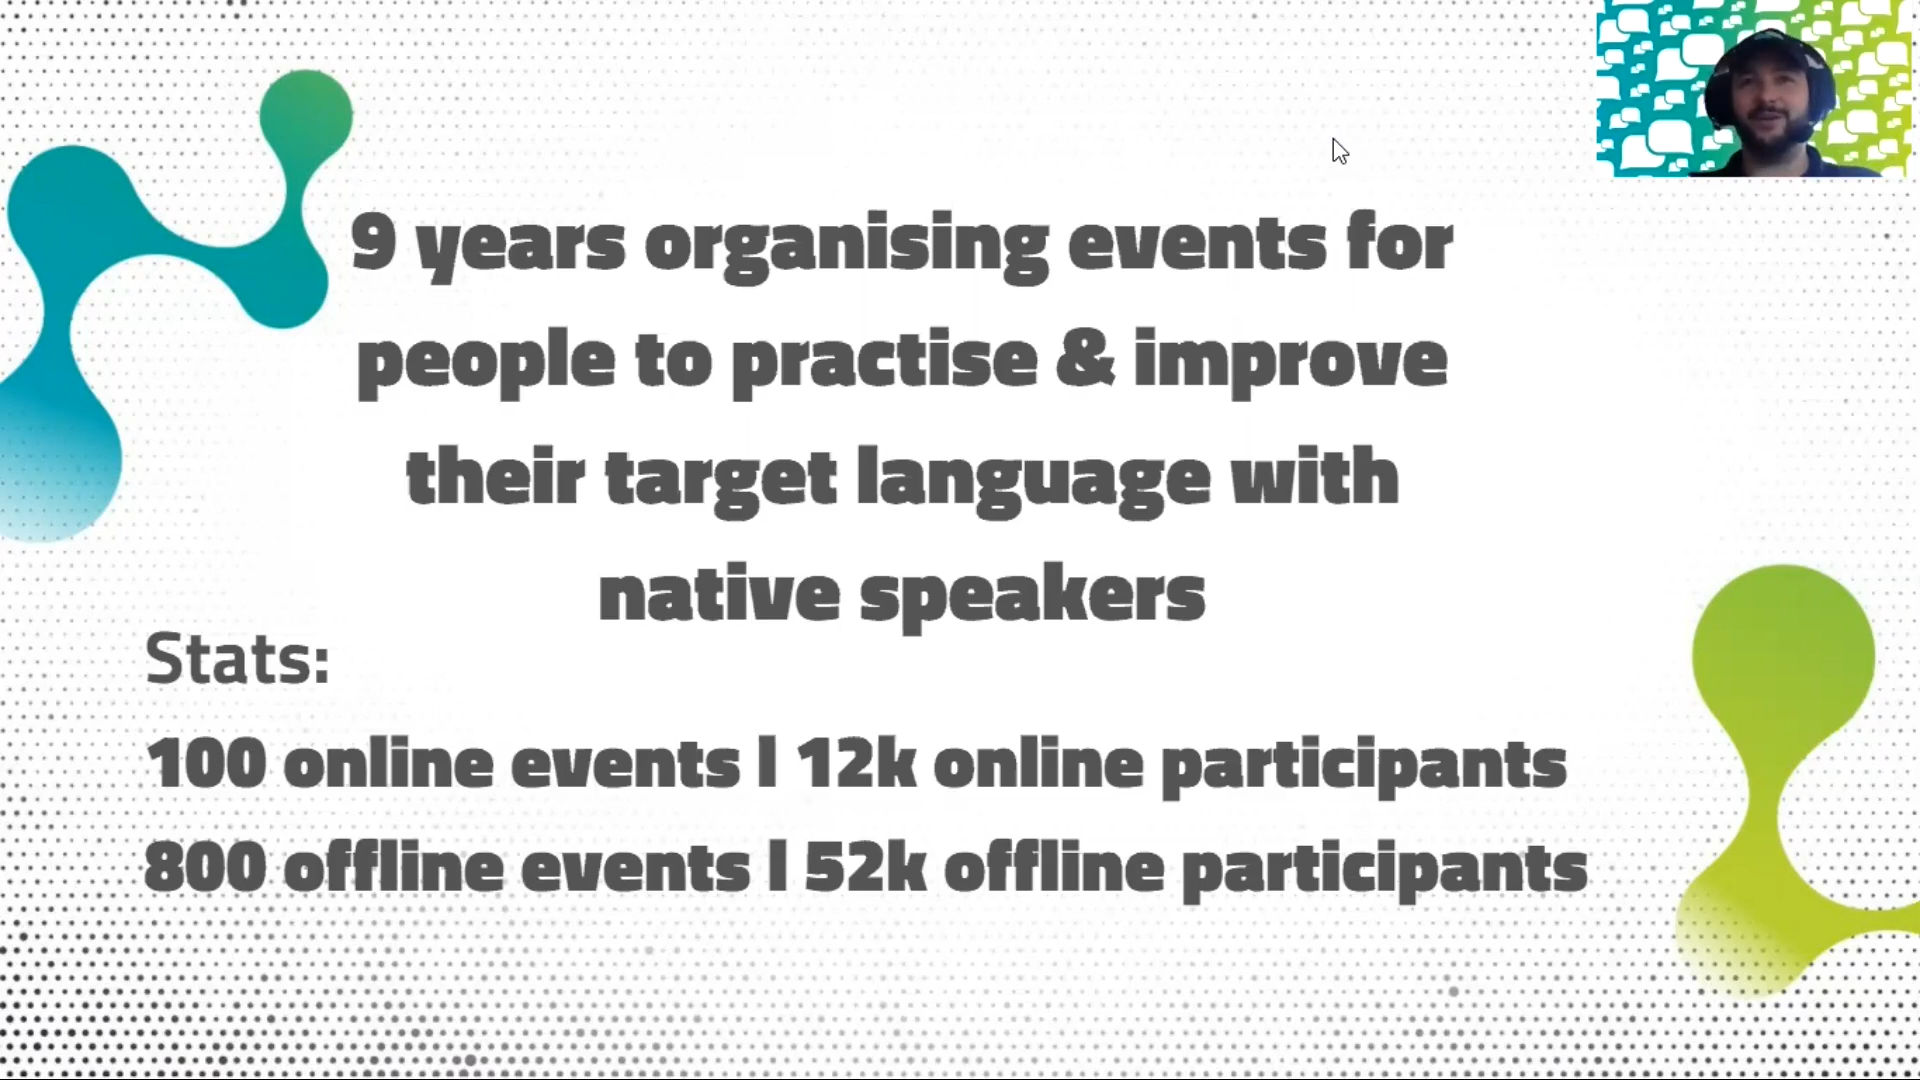 9 years organising events for
people to practise & improve
their target language with
native speakers
Stats:
100 online events | 12k online participants
800 offline events | 52k offline participants